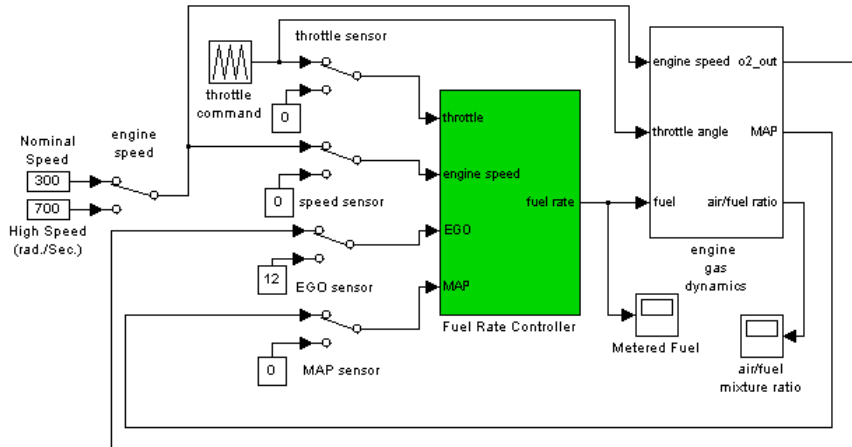 throttle sensor
throttle
command
0
engine
speed
Nominal
Speed
300
700
High Speed
(rad./Sec.)
0
speed sensor
12
EGO sensor
0
MAP sensor
throttle
engine speed
EGO
MAP
fuel rate
Fuel Rate Controller
engine speed
o2_out
throttle angle
MAP
fuel
air/fuel ratio
engine
gas
dynamics
Metered Fuel
air/fuel
mixture ratio